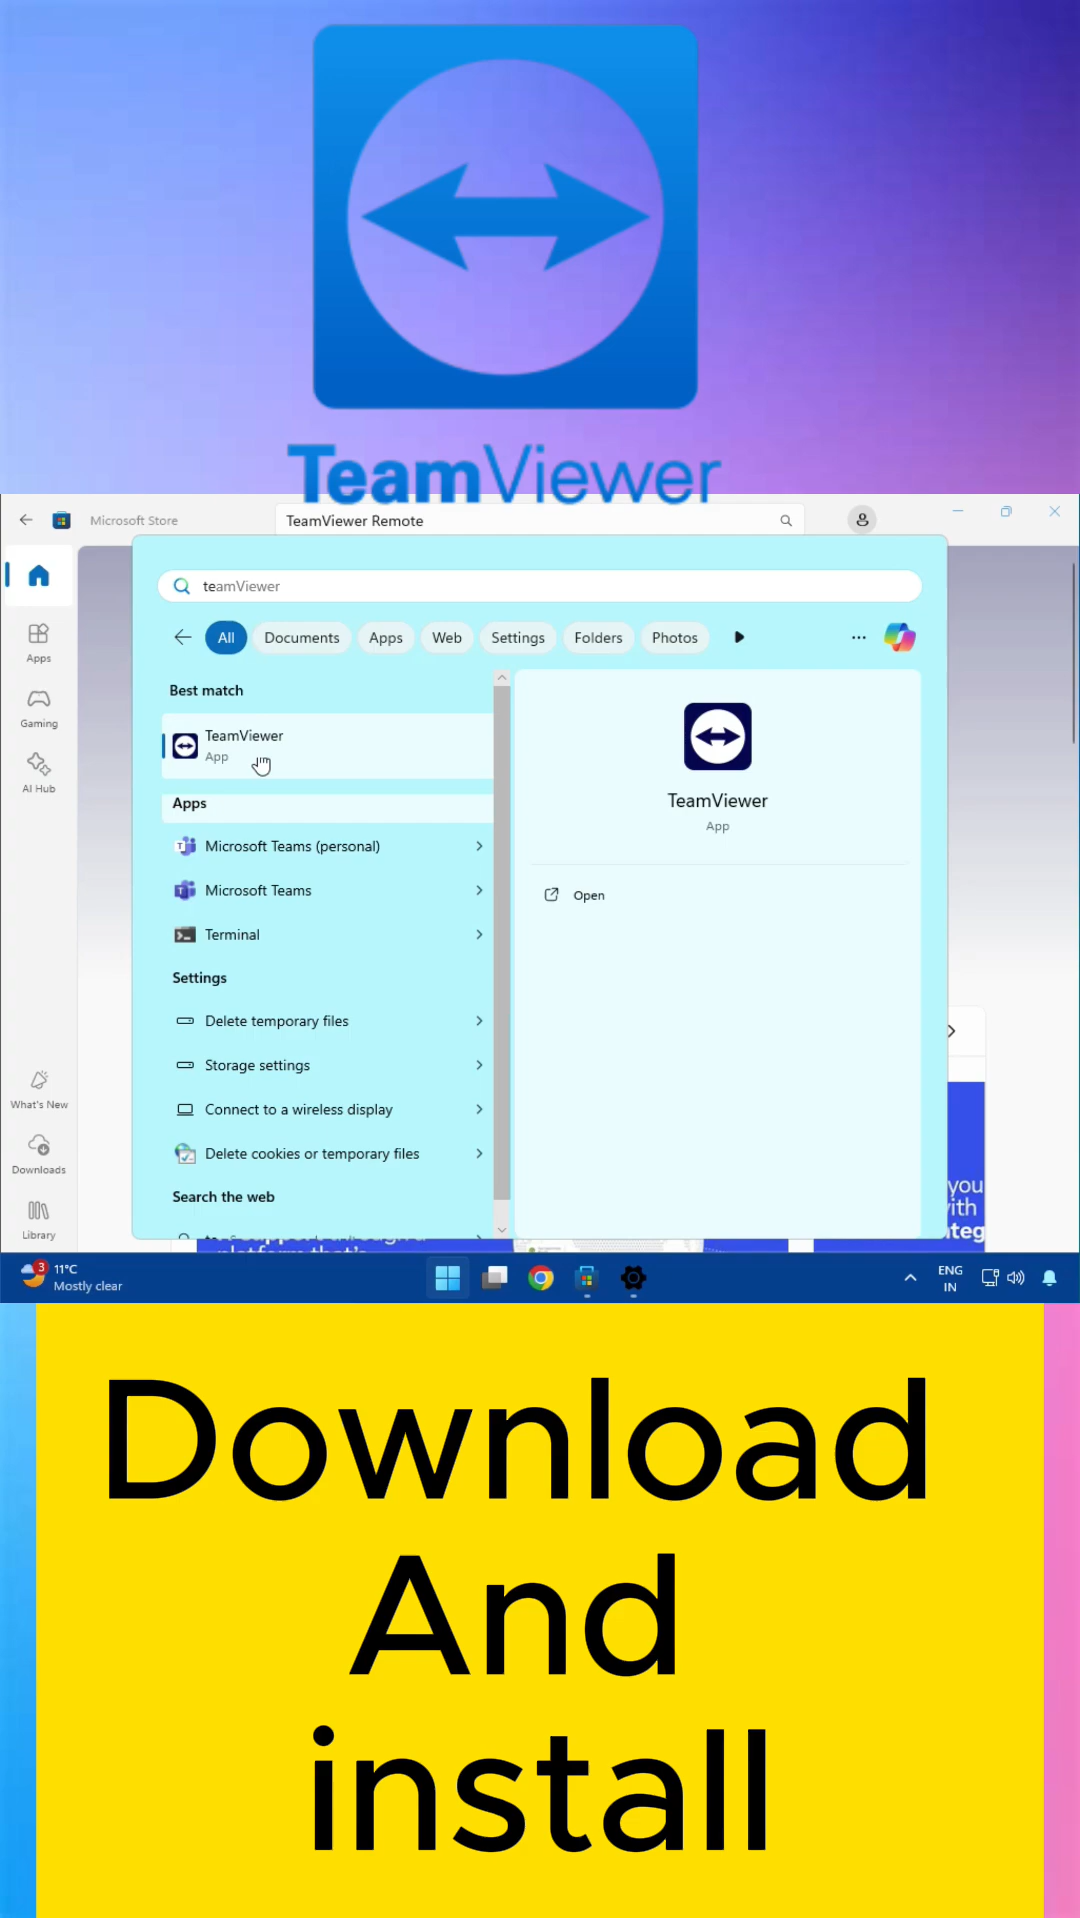 TeamViewer
Microsoft Store
TeamViewer Remote
teamViewer
All Documents Apps Web Settings Folders Photos
Best match
TeamViewer
App
Apps
Microsoft Teams (personal)
Microsoft Teams
Terminal
Settings
Delete temporary files
Storage settings
Connect to a wireless display
Delete cookies or temporary files
Search the web
TeamViewer
App
Open
Apps
Gaming
AI Hub
What's New
Downloads
Library
you
3
11°C
Mostly clear
ENG
IN
Download
And
install